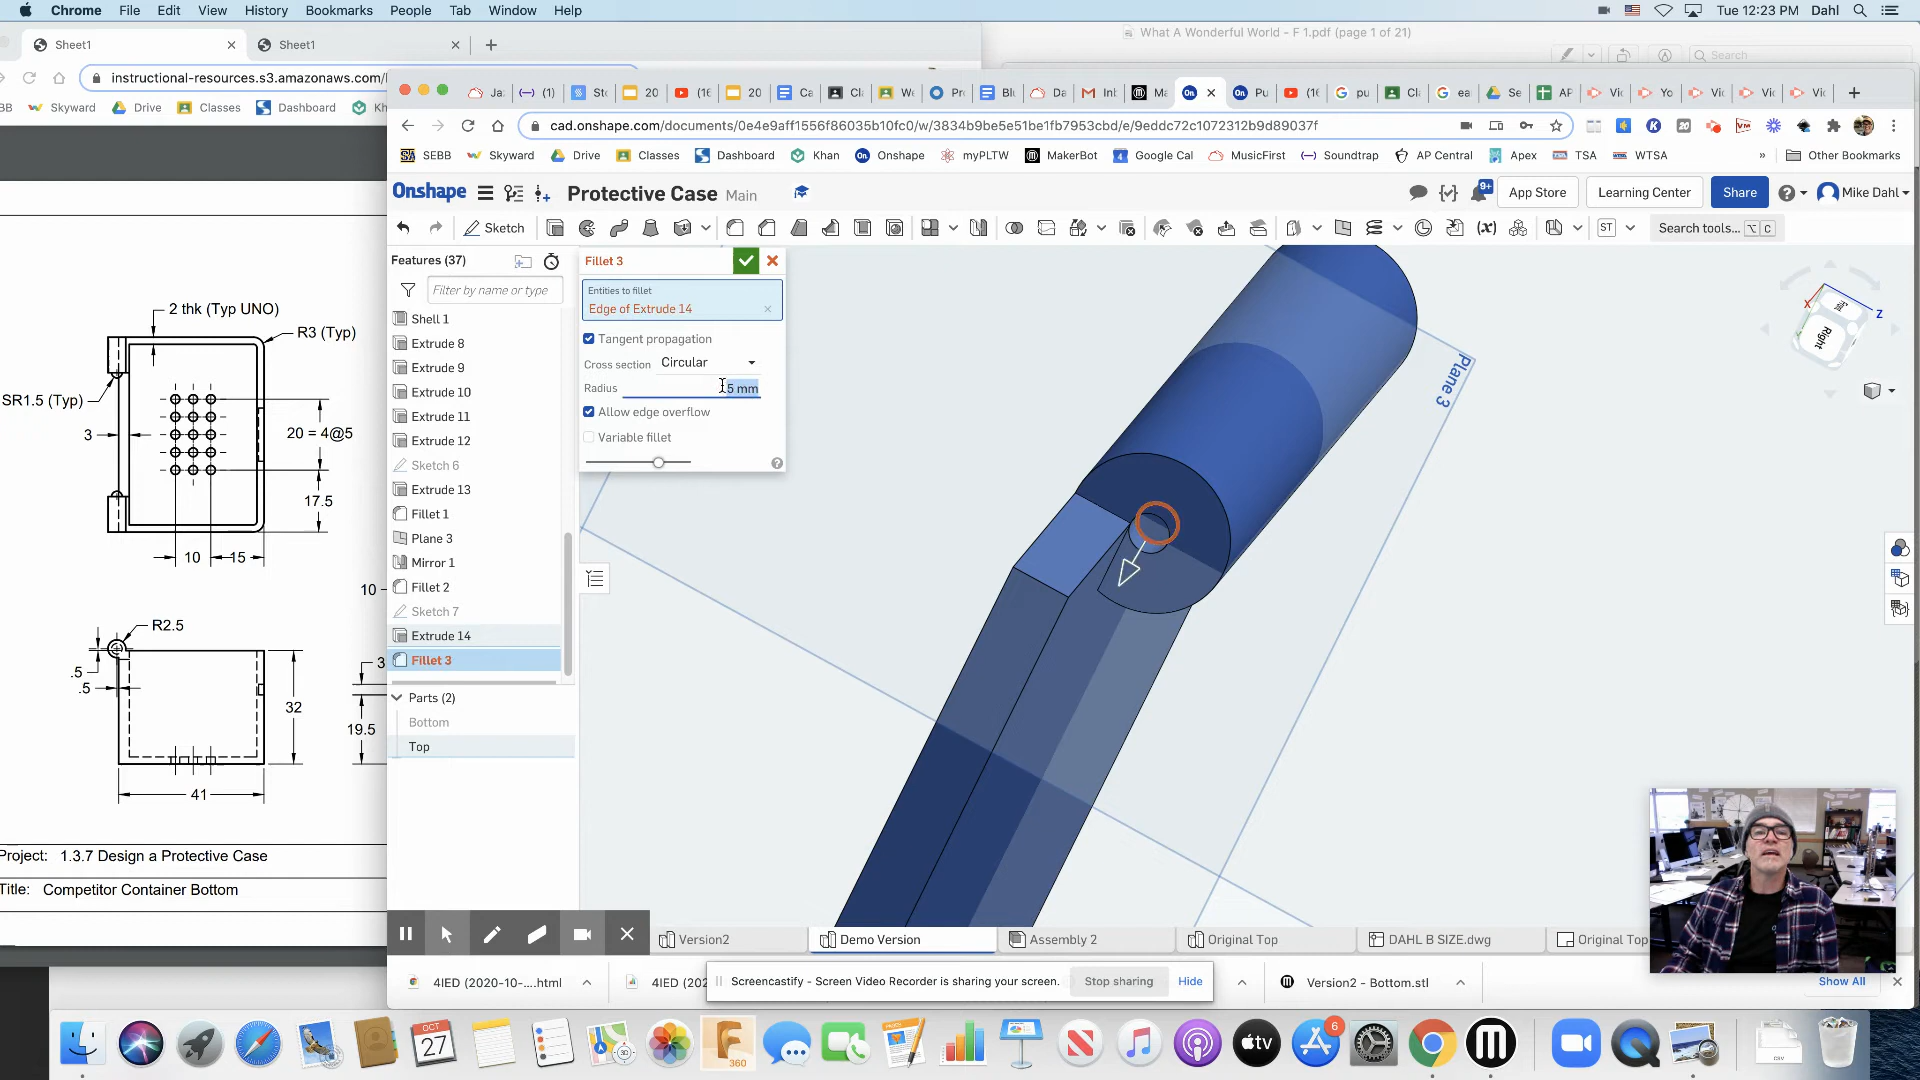 Chrome File Edit View History Bookmarks People Tab Window Help
Tue 12:23 PM Dahl
Sheet1
Sheet1
What A Wonderful World - F 1.pdf (page 1 of 21)
Search
instructional-resources.s3.amazonaws.com/
Skyward Drive Classes Dashboard
cad.onshape.com/documents/0e4e9aff1556f86035b10fc0/w/3834b9be5e51be1fb7953cbd/e/9eddc72c1072312b9d89037f
SEBB Skyward Drive Classes Dashboard Khan Onshape myPLTW MakerBot Google Cal MusicFirst Soundtrap AP Central Apex TSA WTSA » Other Bookmarks
Onshape Protective Case Main
9+ App Store Learning Center Share Mike Dahl
Sketch
Search tools... ⌥ C
Features (37)
Filter by name or type
Shell 1
Extrude 8
Extrude 9
Extrude 10
Extrude 11
Extrude 12
Sketch 6
Extrude 13
Fillet 1
Plane 3
Mirror 1
Fillet 2
Sketch 7
Extrude 14
Fillet 3
Parts (2)
Bottom
Top
Fillet 3
Entities to fillet
Edge of Extrude 14
Tangent propagation
Cross section Circular
Radius 5 mm
Allow edge overflow
Variable fillet
Plane 3
Right
X
Z
2 thk (Typ UNO)
R3 (Typ)
SR1.5 (Typ)
3
20 = 4@5
17.5
10
15
10
R2.5
.5
.5
3
32
19.5
41
Project: 1.3.7 Design a Protective Case
Title: Competitor Container Bottom
Version2
Demo Version
Assembly 2
Original Top
DAHL B SIZE.dwg
Original Top
4IED (2020-10-....html
4IED (202
Screencastify - Screen Video Recorder is sharing your screen.
Stop sharing
Hide
Version2 - Bottom.stl
Show All
OCT
27
360
tv
6